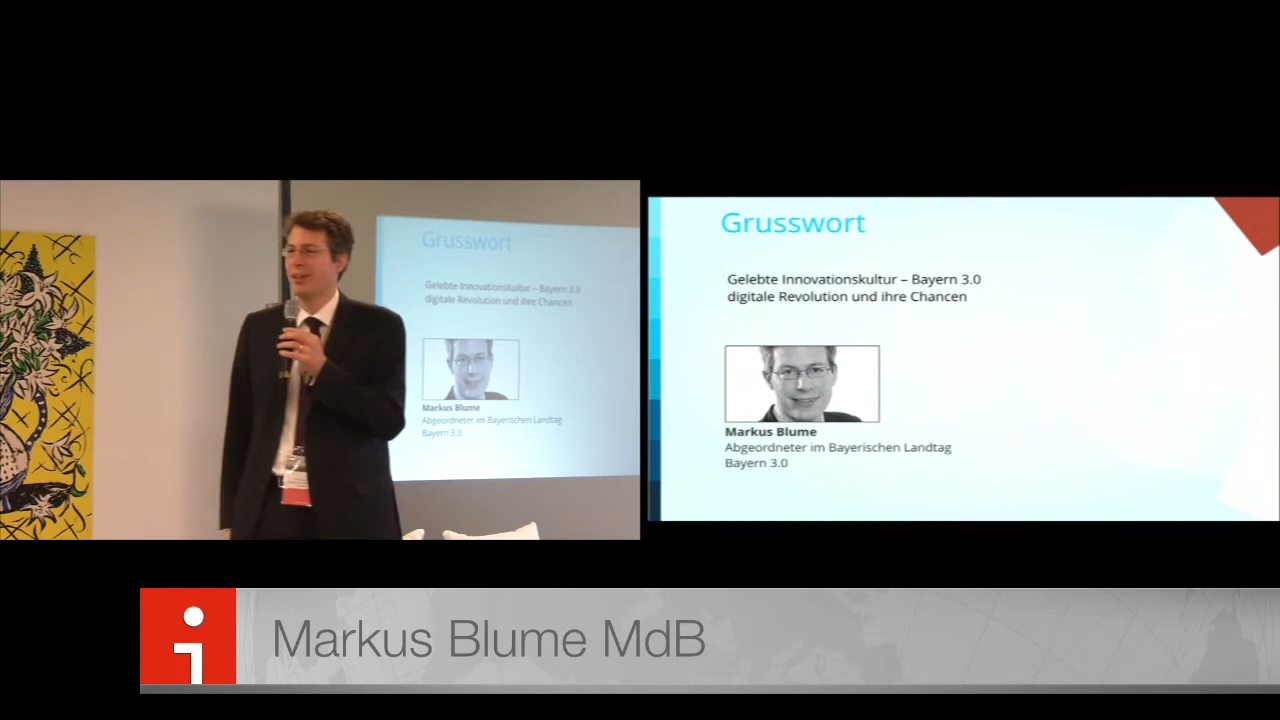 Grusswort
Gelebte Innovationskultur – Bayern 3.0
digitale Revolution und ihre Chancen
Markus Blume
Abgeordneter im Bayerischen Landtag
Bayern 3.0
Grusswort
Gelebte Innovationskultur – Bayern 3.0
digitale Revolution und ihre Chancen
Markus Blume
Abgeordneter im Bayerischen Landtag
Bayern 3.0
i
Markus Blume MdB